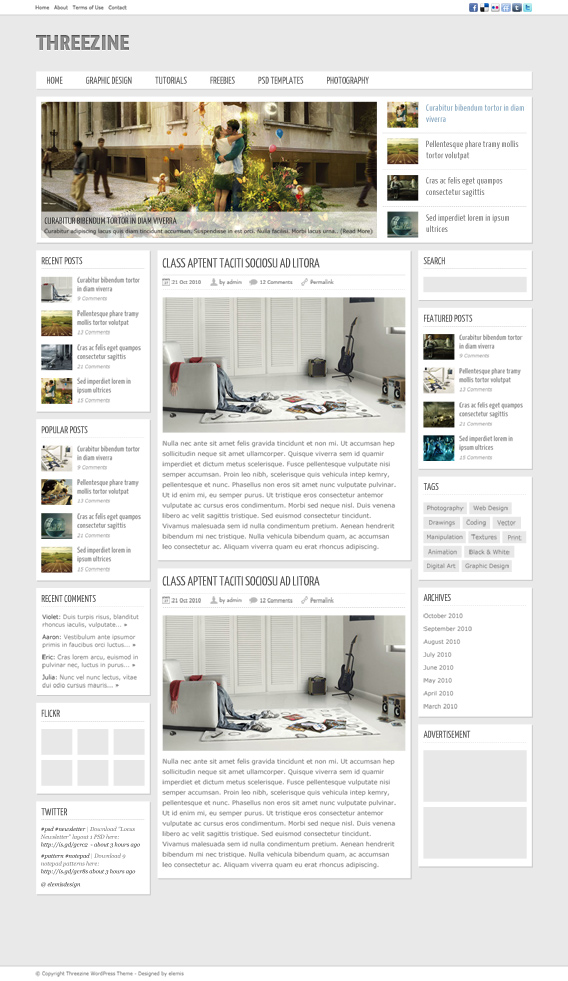 Home About Terms of Use Contact
THREEZINE
HOME GRAPHIC DESIGN TUTORIALS FREEBIES PSD TEMPLATES PHOTOGRAPHY
CURABITUR BIBENDUM TORTOR IN DIAM VIVERRA
Curabitur adipiscing lacus quis diam tincidunt accumsan. Suspendisse in est orci. Nulla facilisi. Morbi lacus urna.. (Read More)
Curabitur bibendum tortor in diam
viverra
Pellentesque phare tramy mollis
tortor volutpat
Cras ac felis eget quampos
consectetur sagittis
Sed imperdiet lorem in ipsum
ultrices
RECENT POSTS
Curabitur bibendum tortor
in diam viverra
9 Comments
Pellentesque phare tramy
mollis tortor volutpat
13 Comments
Cras ac felis eget quampos
consectetur sagittis
21 Comments
Sed imperdiet lorem in
ipsum ultrices
15 Comments
POPULAR POSTS
Curabitur bibendum tortor
in diam viverra
9 Comments
Pellentesque phare tramy
mollis tortor volutpat
13 Comments
Cras ac felis eget quampos
consectetur sagittis
21 Comments
Sed imperdiet lorem in
ipsum ultrices
15 Comments
RECENT COMMENTS
Violet: Duis turpis risus, blanditut
rhoncus iaculis, vulputate... »
Aaron: Vestibulum ante ipsumor
primis in faucibus orci luctus... »
Eric: Cras lorem arcu, euismod in
pulvinar nec, luctus in purus... »
Julia: Nunc vel nunc lectus, vitae
dui odio cursus mauris... »
FLICKR
TWITTER
#psd #newsletter | Download "Lorus
Newsletter" layout 1 PSD here:
http://is.gd/gcrcz - about 3 hours ago
#pattern #notepad | Download 9
notepad patterns here:
http://is.gd/gcr8s about 3 hours ago
@ elemisdesign
CLASS APTENT TACITI SOCIOSU AD LITORA
21 Oct 2010 by admin 12 Comments Permalink
Nulla nec ante sit amet felis gravida tincidunt et non mi. Ut accumsan hep
sollicitudin neque sit amet ullamcorper. Quisque viverra sem id quamir
imperdiet et dictum metus scelerisque. Fusce pellentesque vulputate nisi
semper accumsan. Proin leo nibh, scelerisque quis vehicula intep kemry,
pellentesque et nunc. Phasellus non eros sit amet nunc vulputate pulvinar.
Ut id enim mi, eu semper purus. Ut tristique eros consectetur antemor
vulputate ac cursus eros condimentum. Morbi sed neque nisl. Duis venenata
libero ac velit sagittis tristique. Sed euismod consectetur tincidunt.
Vivamus malesuada sem id nulla condimentum pretium. Aenean hendrerit
bibendum mi nec tristique. Nulla vehicula bibendum quam, ac accumsan
leo consectetur ac. Aliquam viverra quam eu erat rhoncus adipiscing.
CLASS APTENT TACITI SOCIOSU AD LITORA
21 Oct 2010 by admin 12 Comments Permalink
Nulla nec ante sit amet felis gravida tincidunt et non mi. Ut accumsan hep
sollicitudin neque sit amet ullamcorper. Quisque viverra sem id quamir
imperdiet et dictum metus scelerisque. Fusce pellentesque vulputate nisi
semper accumsan. Proin leo nibh, scelerisque quis vehicula intep kemry,
pellentesque et nunc. Phasellus non eros sit amet nunc vulputate pulvinar.
Ut id enim mi, eu semper purus. Ut tristique eros consectetur antemor
vulputate ac cursus eros condimentum. Morbi sed neque nisl. Duis venenata
libero ac velit sagittis tristique. Sed euismod consectetur tincidunt.
Vivamus malesuada sem id nulla condimentum pretium. Aenean hendrerit
bibendum mi nec tristique. Nulla vehicula bibendum quam, ac accumsan
leo consectetur ac. Aliquam viverra quam eu erat rhoncus adipiscing.
SEARCH
FEATURED POSTS
Curabitur bibendum tortor
in diam viverra
9 Comments
Pellentesque phare tramy
mollis tortor volutpat
13 Comments
Cras ac felis eget quampos
consectetur sagittis
21 Comments
Sed imperdiet lorem in
ipsum ultrices
15 Comments
TAGS
Photography Web Design
Drawings Coding Vector
Manipulation Textures Print
Animation Black & White
Digital Art Graphic Design
ARCHIVES
October 2010
September 2010
August 2010
July 2010
June 2010
May 2010
April 2010
March 2010
ADVERTISEMENT
© Copyright Threezine WordPress Theme - Designed by elemis